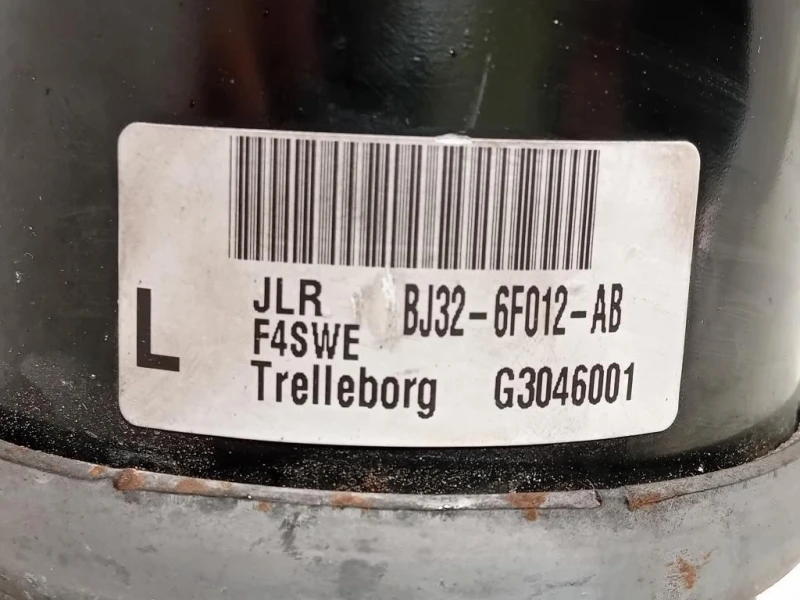 L
JLR BJ32-6F012-AB
F4SWE
Trelleborg G3046001